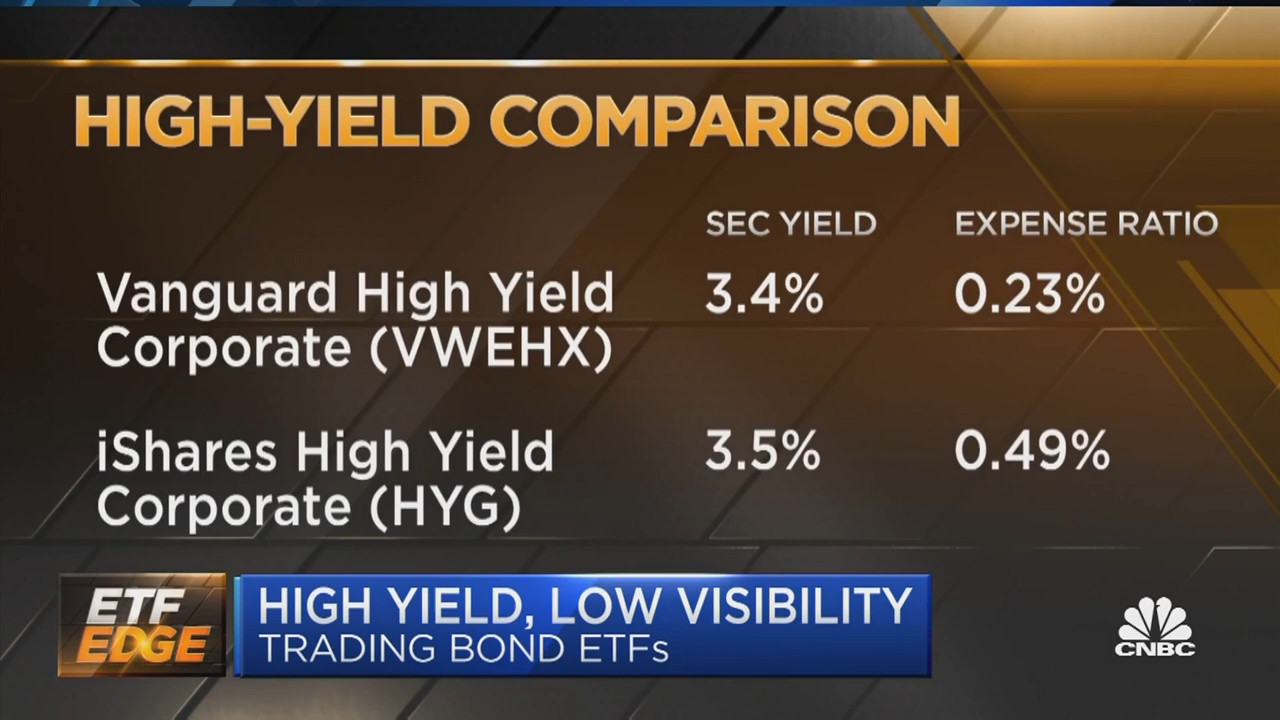 HIGH-YIELD COMPARISON
SEC YIELD EXPENSE RATIO
Vanguard High Yield 3.4% 0.23%
Corporate (VWEHX)
iShares High Yield 3.5% 0.49%
Corporate (HYG)
ETF
EDGE
HIGH YIELD, LOW VISIBILITY
TRADING BOND ETFs
CNBC